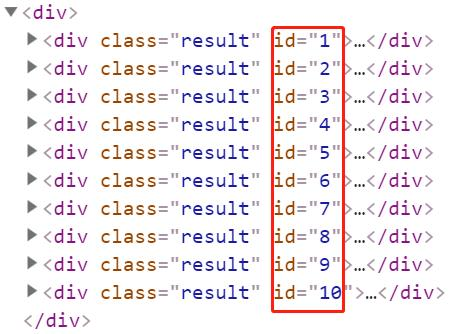 ▼<div>
▶<div class="result" id="1">…</div>
▶<div class="result" id="2">…</div>
▶<div class="result" id="3">…</div>
▶<div class="result" id="4">…</div>
▶<div class="result" id="5">…</div>
▶<div class="result" id="6">…</div>
▶<div class="result" id="7">…</div>
▶<div class="result" id="8">…</div>
▶<div class="result" id="9">…</div>
▶<div class="result" id="10">…</div>
</div>